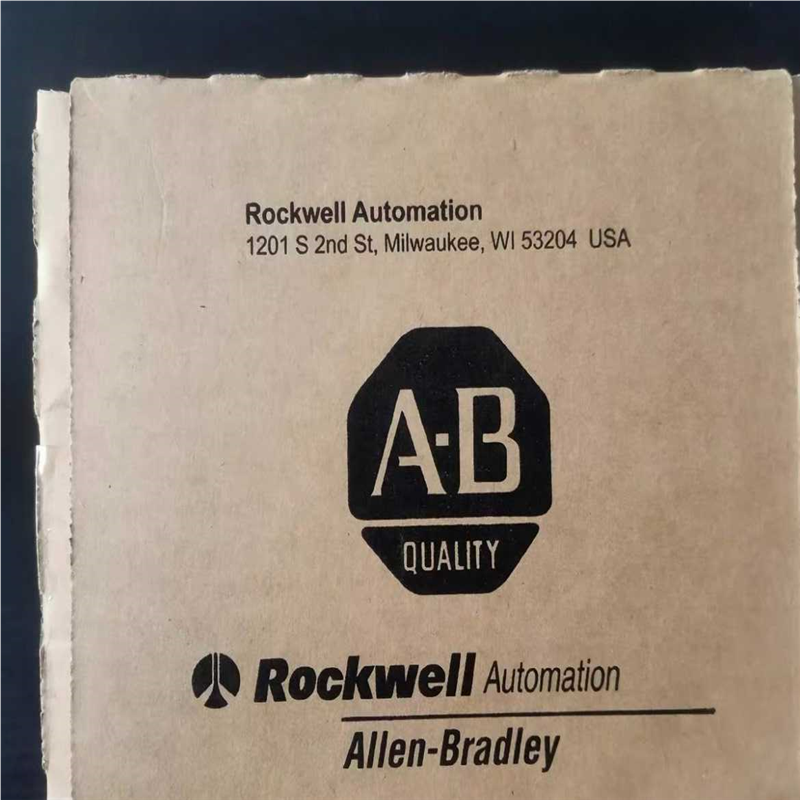 Rockwell Automation
1201 S 2nd St, Milwaukee, WI 53204 USA
A-B
QUALITY
Rockwell Automation
Allen-Bradley